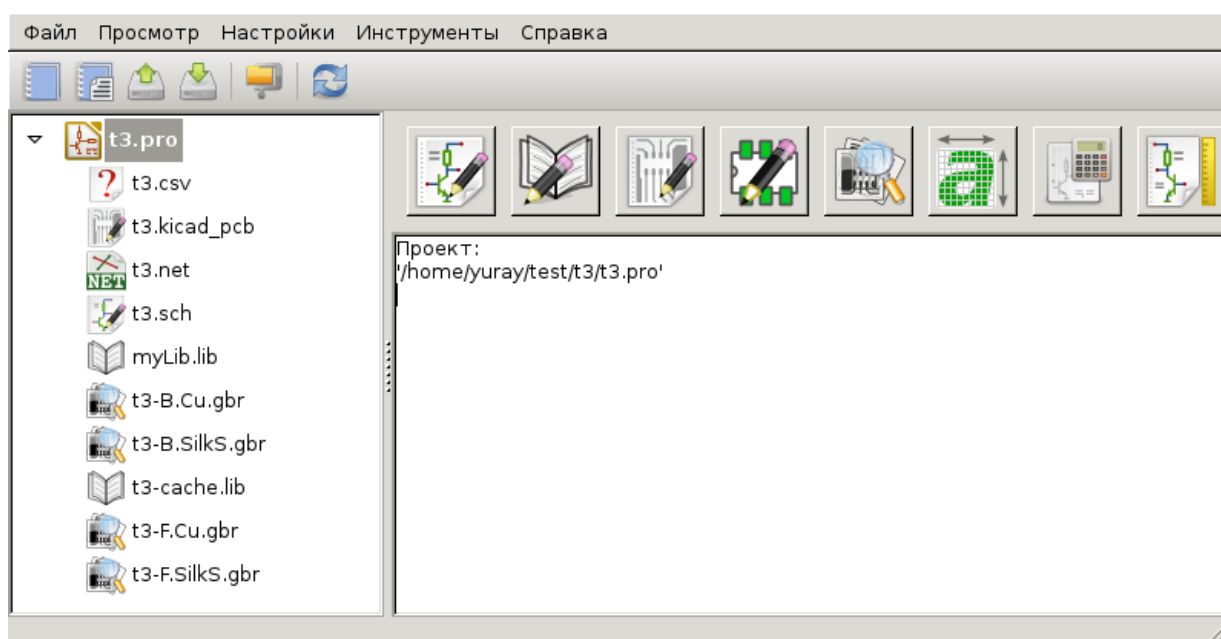 Файл Просмотр Настройки Инструменты Справка
t3.pro
t3.csv
t3.kicad_pcb
t3.net
t3.sch
myLib.lib
t3-B.Cu.gbr
t3-B.SilkS.gbr
t3-cache.lib
t3-F.Cu.gbr
t3-F.SilkS.gbr
NET
a
Проект:
'/home/yuray/test/t3/t3.pro'